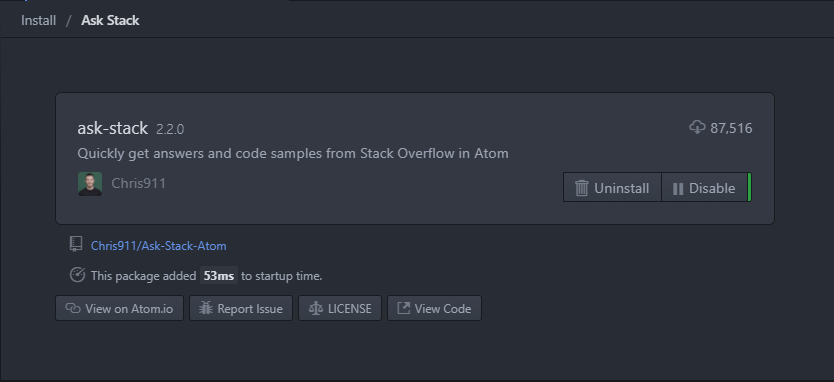 Install / Ask Stack
ask-stack 2.2.0
87,516
Quickly get answers and code samples from Stack Overflow in Atom
Chris911
Uninstall
Disable
Chris911/Ask-Stack-Atom
This package added 53ms to startup time.
View on Atom.io
Report Issue
LICENSE
View Code